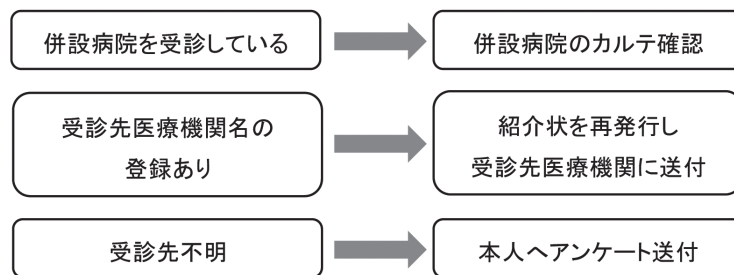 併設病院を受診している
併設病院のカルテ確認
受診先医療機関名の
登録あり
紹介状を再発行し
受診先医療機関に送付
受診先不明
本人へアンケート送付